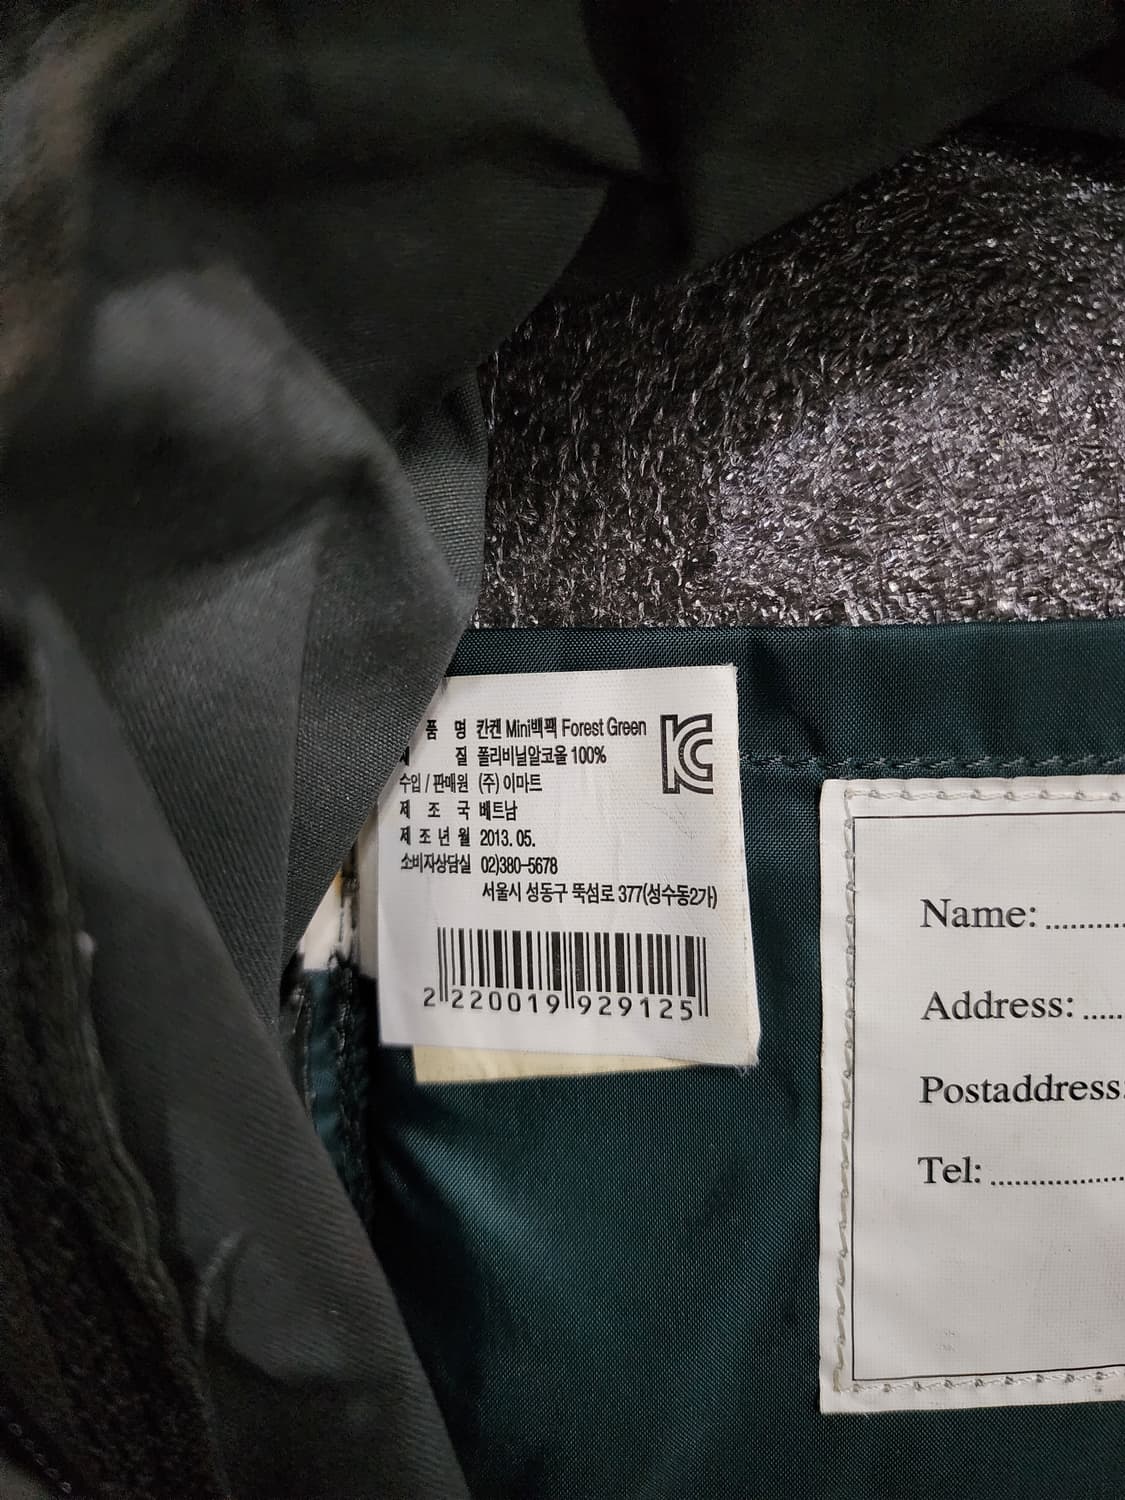 품 명 칸켄 Mini백팩 Forest Green
질 폴리비닐알코올 100%
수입 / 판매원 (주) 이마트
제 조 국 베트남
제 조 년 월 2013. 05.
소비자상담실 02)380-5678
서울시 성동구 뚝섬로 377(성수동2가)
2 220019 929125
Name:
Address:
Postaddress:
Tel: